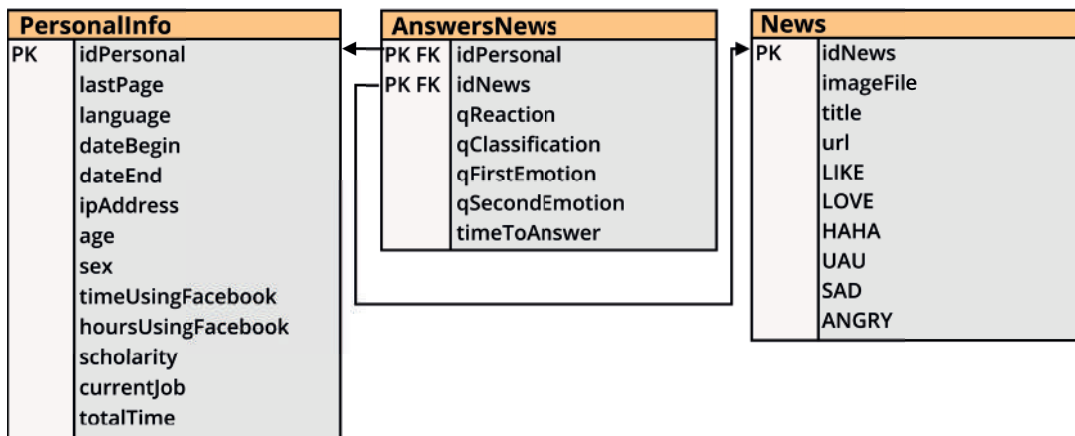 PersonalInfo
PK idPersonal
lastPage
language
dateBegin
dateEnd
ipAddress
age
sex
timeUsingFacebook
hoursUsingFacebook
scholarity
currentJob
totalTime
AnswersNews
PK FK idPersonal
PK FK idNews
qReaction
qClassification
qFirstEmotion
qSecondEmotion
timeToAnswer
News
PK idNews
imageFile
title
url
LIKE
LOVE
HAHA
UAU
SAD
ANGRY